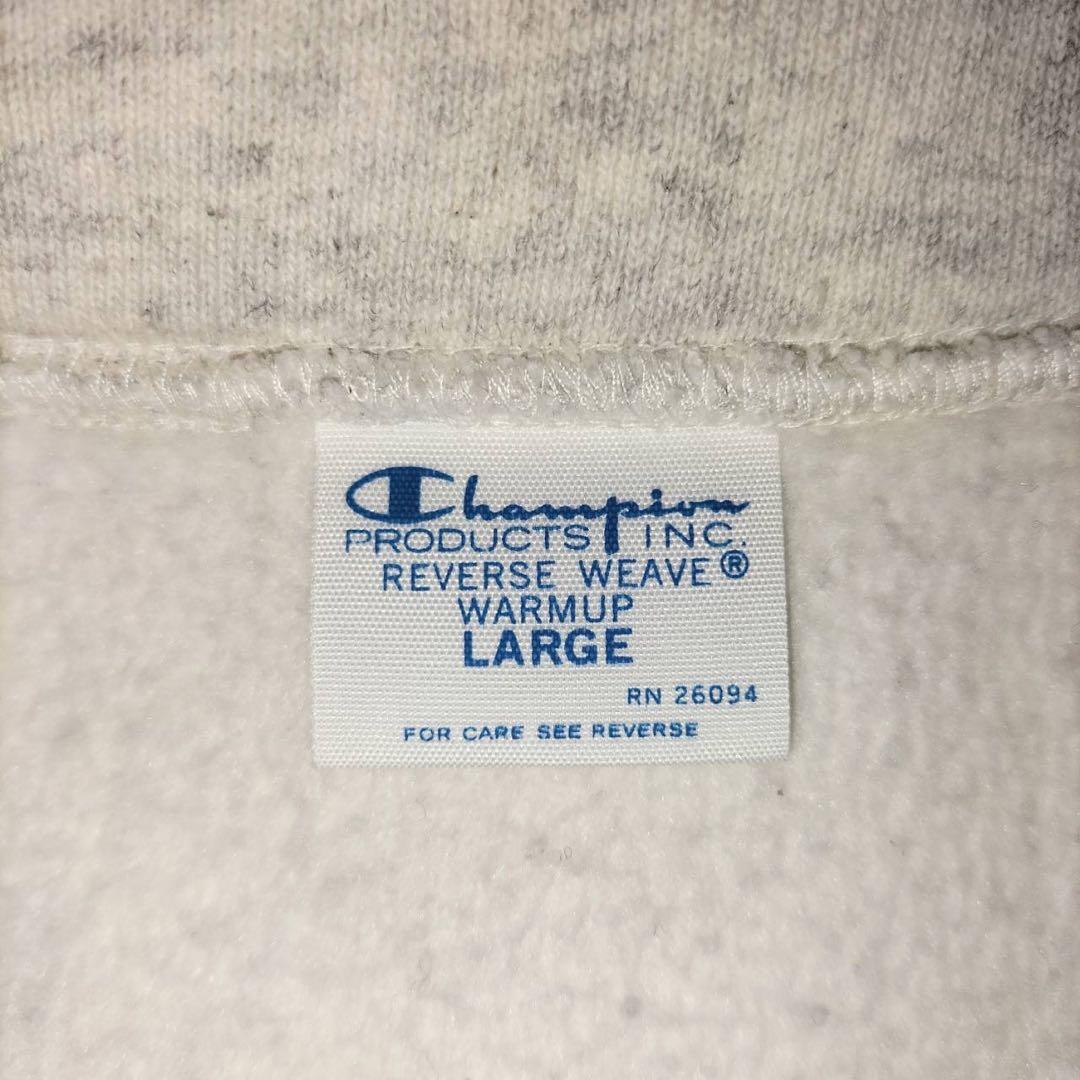 Champion
PRODUCTS INC.
REVERSE WEAVE®
WARMUP
LARGE
RN 26094
FOR CARE SEE REVERSE